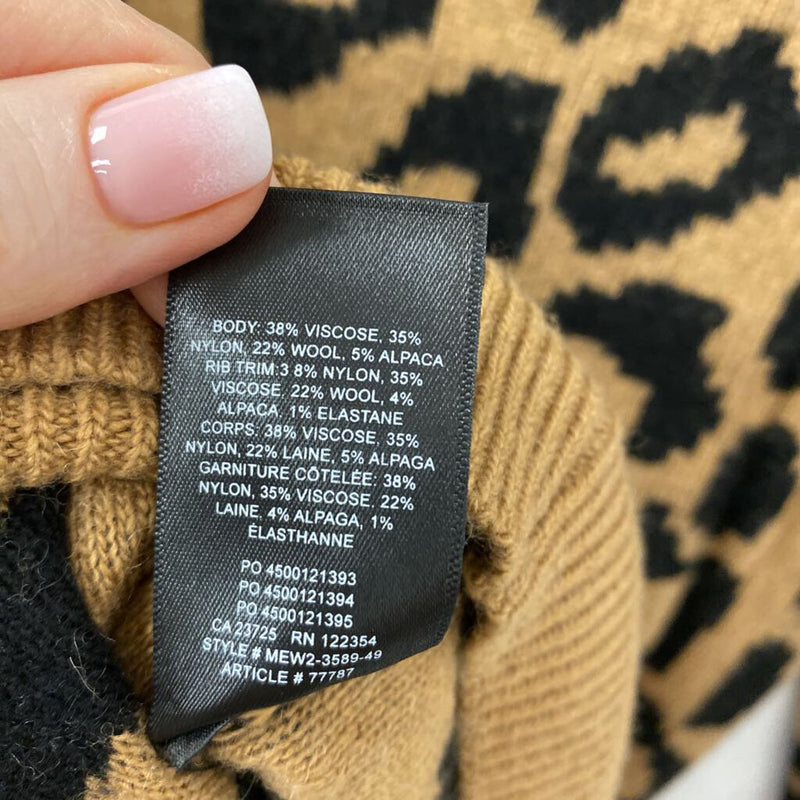 BODY: 38% VISCOSE, 35%
NYLON, 22% WOOL, 5% ALPACA
RIB TRIM:3 8% NYLON, 35%
VISCOSE, 22% WOOL, 4%
ALPACA, 1% ELASTANE
CORPS: 38% VISCOSE, 35%
NYLON, 22% LAINE, 5% ALPAGA
GARNITURE CÔTELÉE: 38%
NYLON, 35% VISCOSE, 22%
LAINE, 4% ALPAGA, 1%
ÉLASTHANNE
PO 4500121393
PO 4500121394
PO 4500121395
CA 23725 RN 122354
STYLE # MEW2-3589-49
ARTICLE # 77787